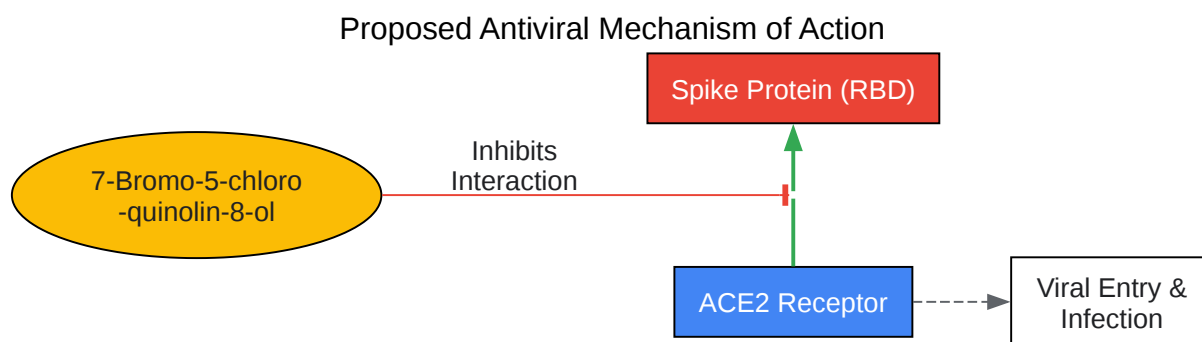 Proposed Antiviral Mechanism of Action
Spike Protein (RBD)
Inhibits
Interaction
7-Bromo-5-chloro
-quinolin-8-ol
ACE2 Receptor
Viral Entry &
Infection